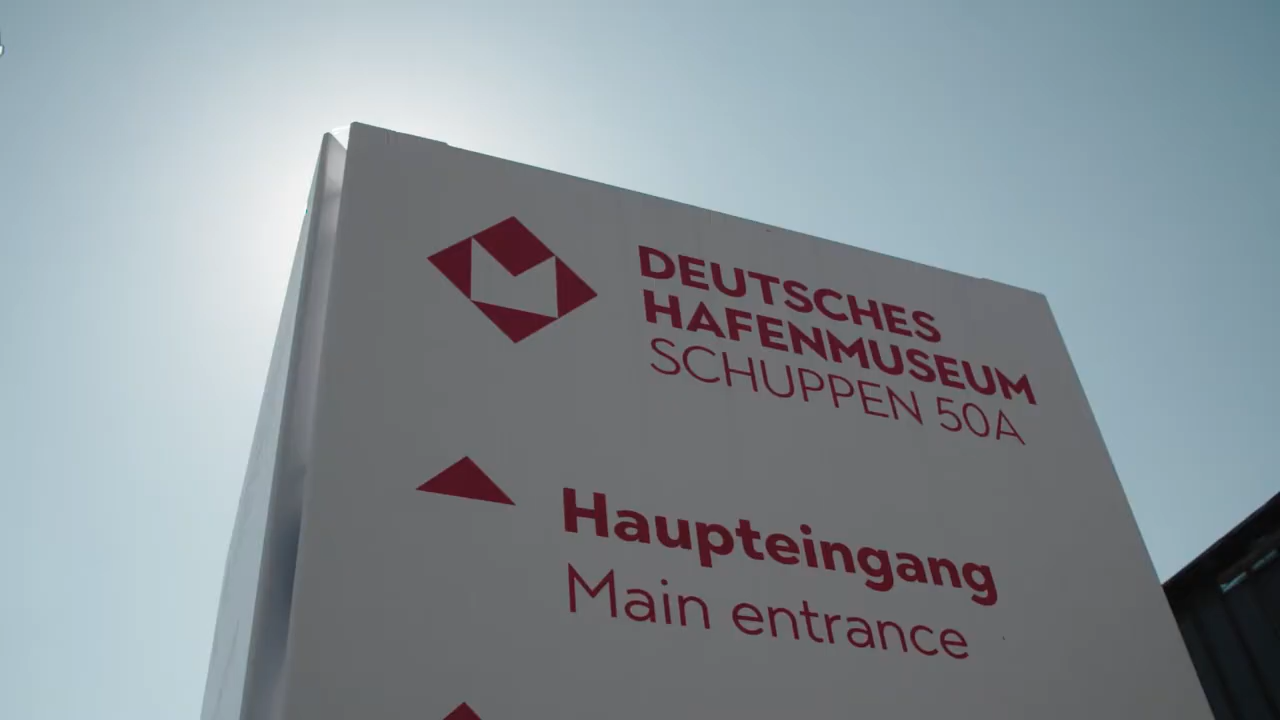 DEUTSCHES
HAFENMUSEUM
SCHUPPEN 50A
Haupteingang
Main entrance